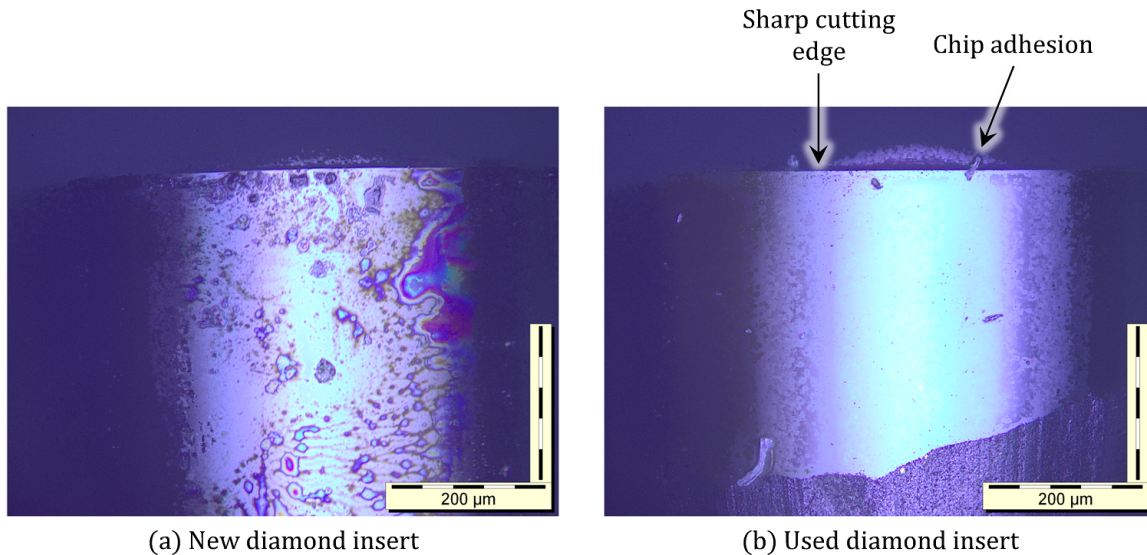 Sharp cutting
edge
Chip adhesion
200 µm
200 µm
(a) New diamond insert
(b) Used diamond insert